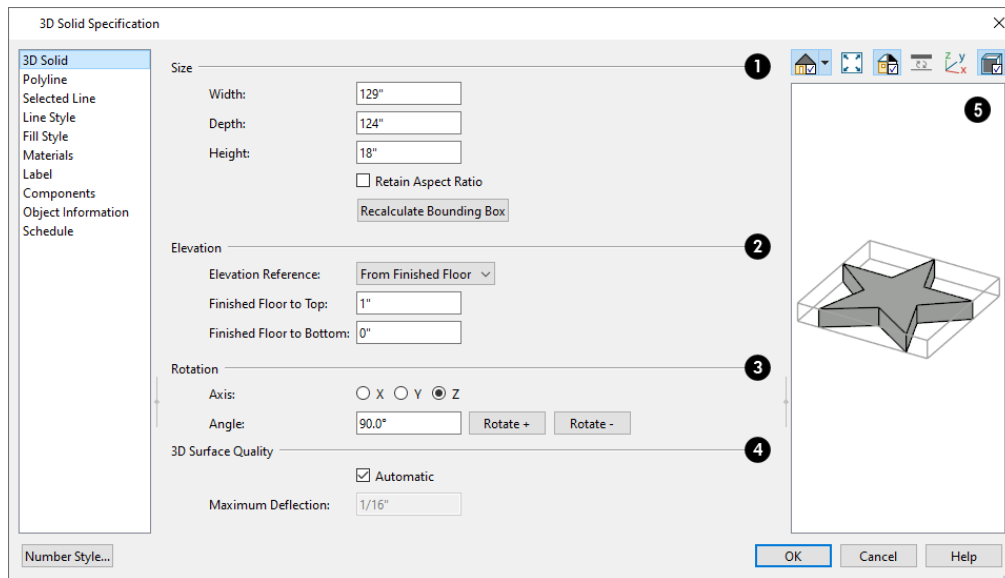 3D Solid Specification
3D Solid
Polyline
Selected Line
Line Style
Fill Style
Materials
Label
Components
Object Information
Schedule
Size
1
Width: 129"
Depth: 124"
Height: 18"
Retain Aspect Ratio
Recalculate Bounding Box
Elevation
2
Elevation Reference: From Finished Floor
Finished Floor to Top: 1"
Finished Floor to Bottom: 0"
Rotation
3
Axis: X Y Z
Angle: 90.0° Rotate + Rotate -
3D Surface Quality
4
Automatic
Maximum Deflection: 1/16"
z y x
5
Number Style... OK Cancel Help